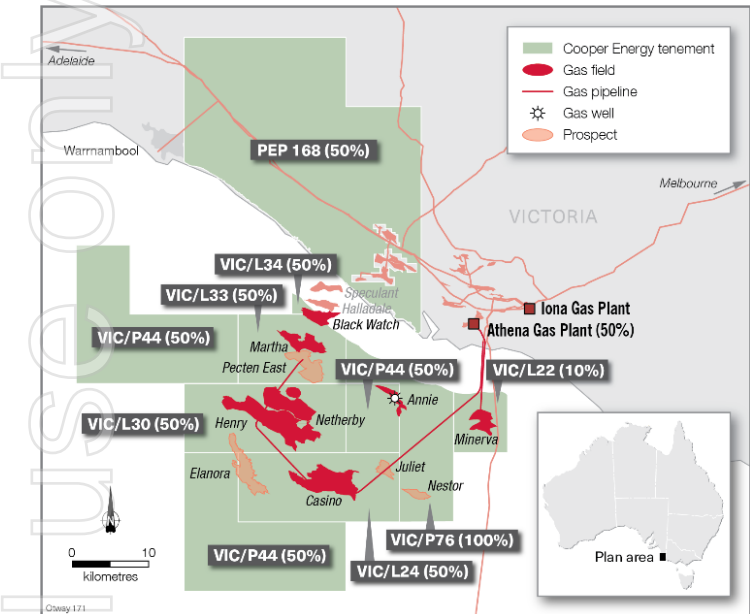 l use only
Adelaide
Cooper Energy tenement
Gas field
Gas pipeline
Gas well
Prospect
Warrnambool
PEP 168 (50%)
Melbourne
VICTORIA
VIC/L34 (50%)
VIC/L33 (50%)
Speculant
Halladale
Black Watch
Iona Gas Plant
Athena Gas Plant (50%)
VIC/P44 (50%)
Martha
Pecten East
VIC/P44 (50%)
VIC/L22 (10%)
Annie
VIC/L30 (50%)
Henry
Netherby
Minerva
Elanora
Casino
Juliet
Nestor
VIC/P76 (100%)
VIC/P44 (50%)
VIC/L24 (50%)
Plan area
0 10
kilometres
Otway 171